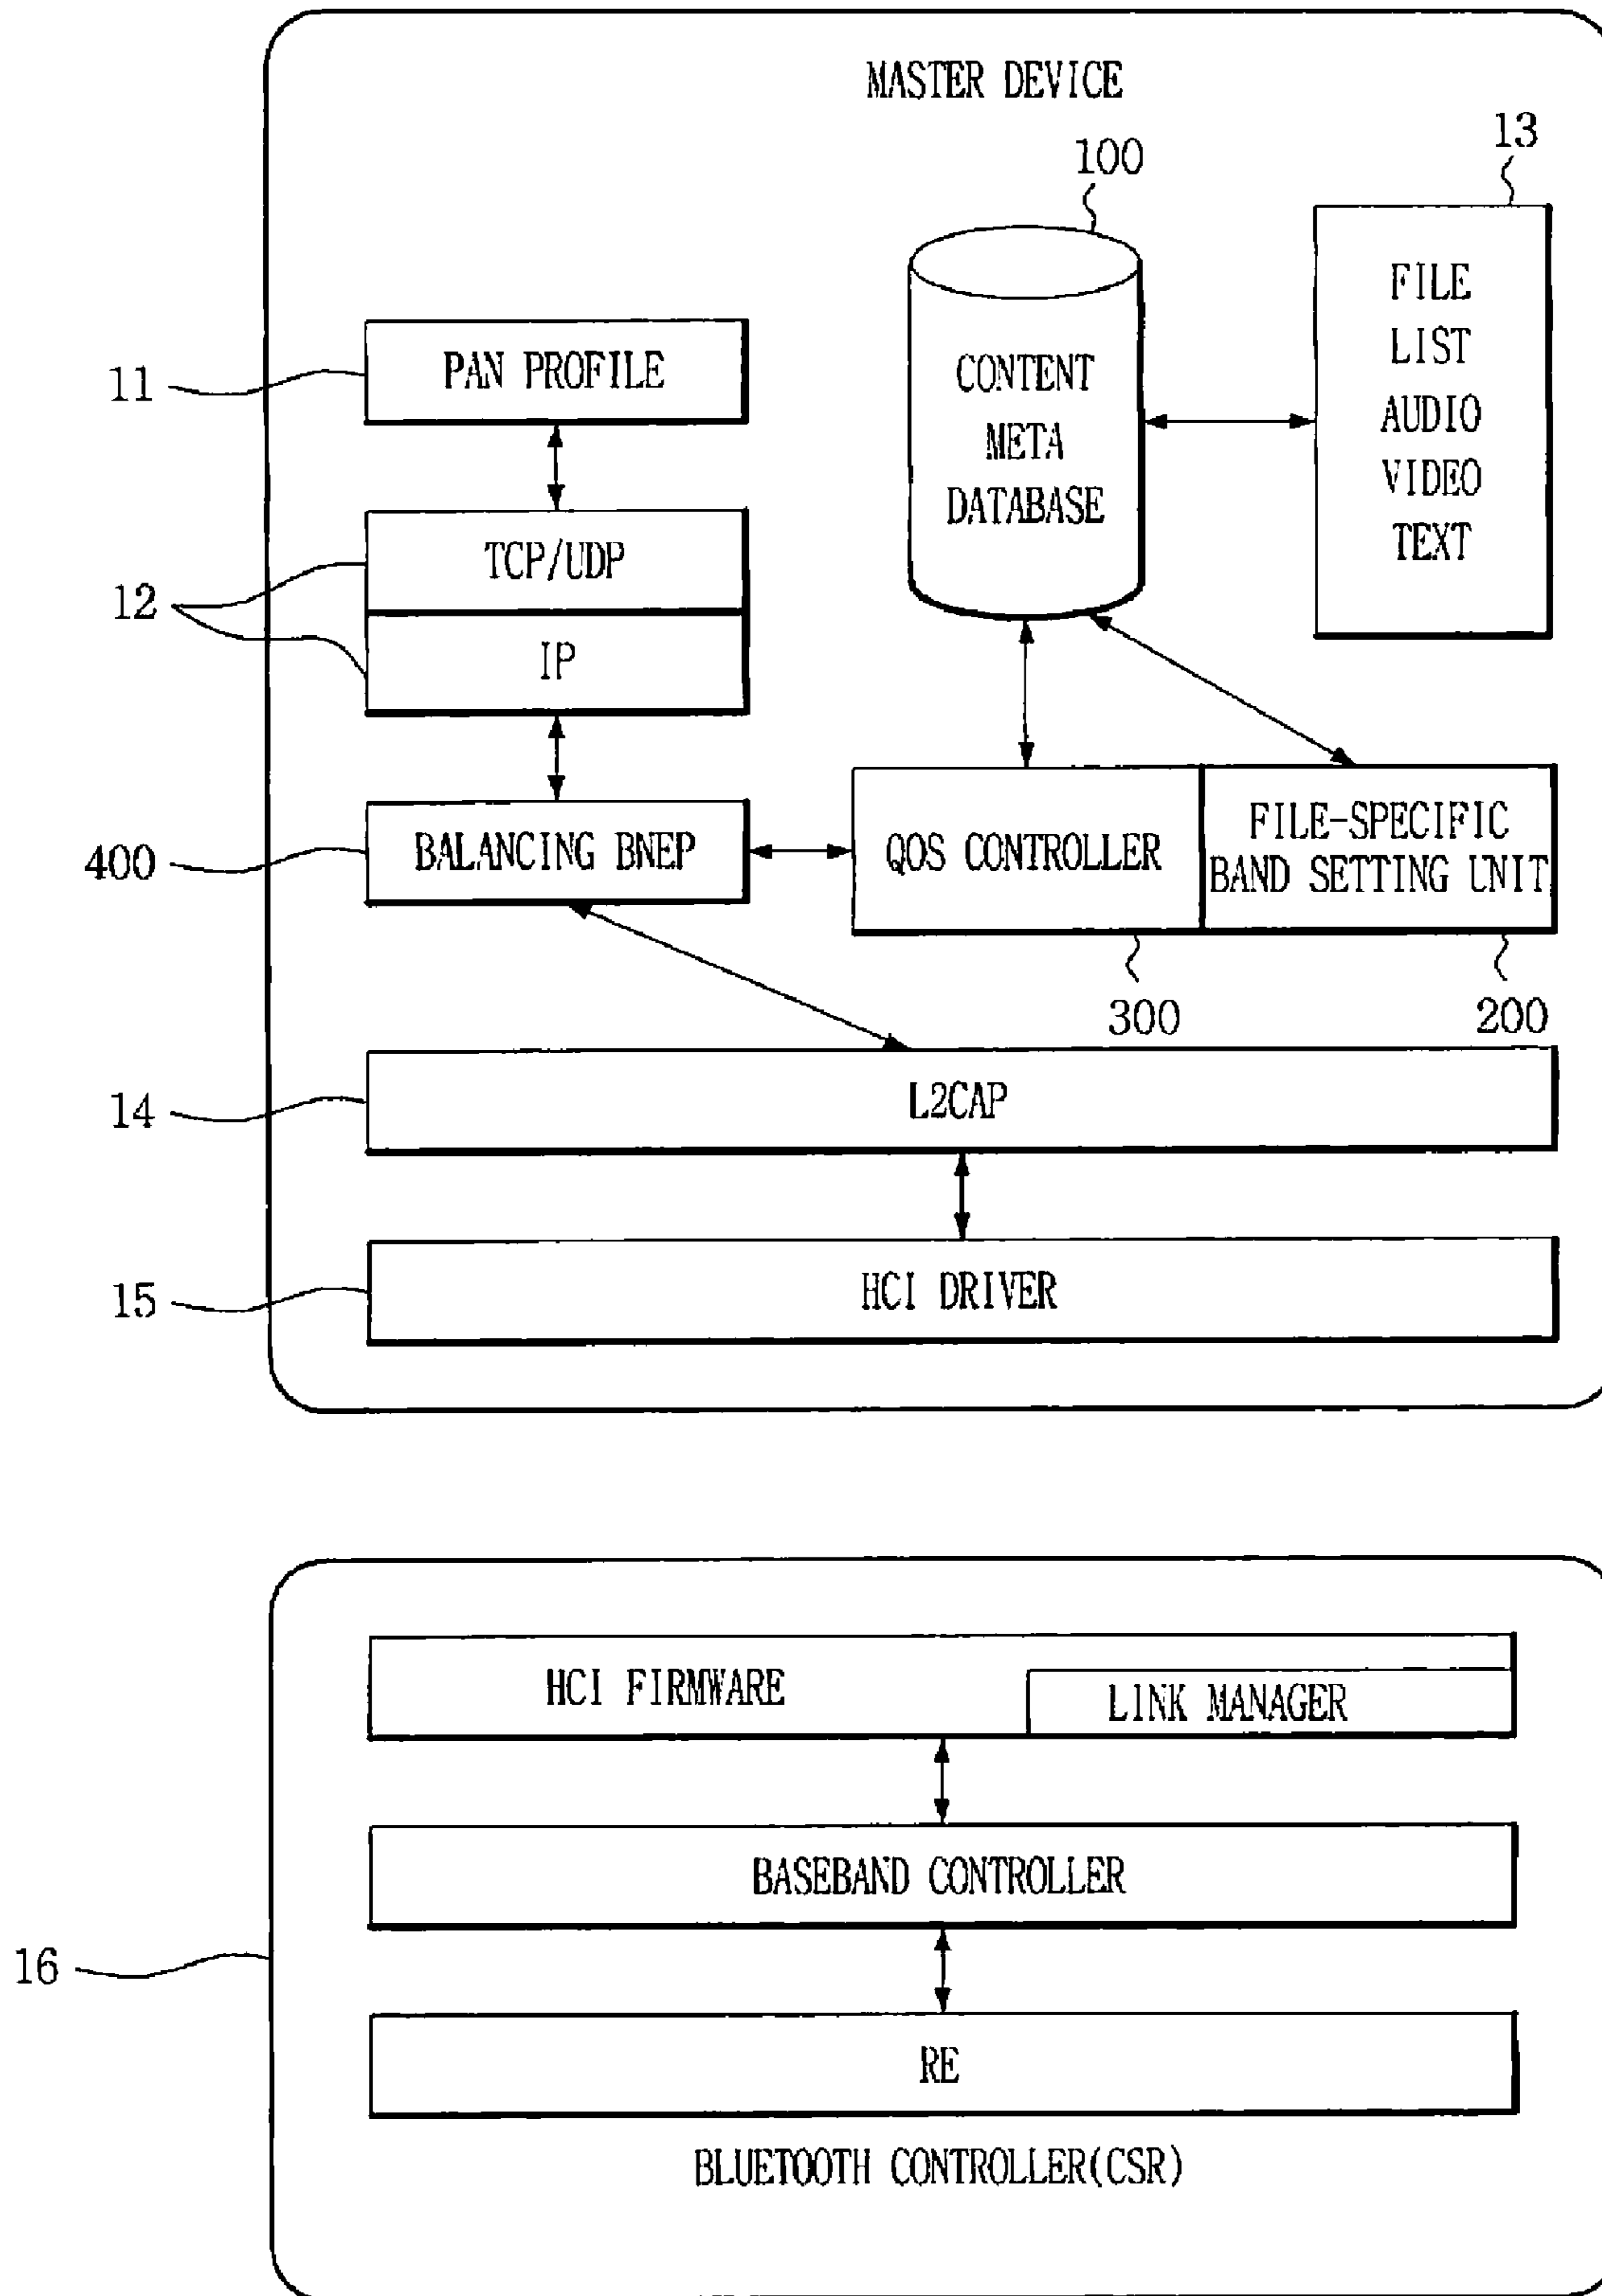 MASTER DEVICE
100
13
FILE
LIST
AUDIO
VIDEO
TEXT
CONTENT
META
DATABASE
11
PAN PROFILE
12
TCP/UDP
IP
400
BALANCING BNEP
QOS CONTROLLER
FILE-SPECIFIC
BAND SETTING UNIT
300
200
14
L2CAP
15
HCI DRIVER
HCI FIRMWARE
LINK MANAGER
BASEBAND CONTROLLER
16
RE
BLUETOOTH CONTROLLER(CSR)